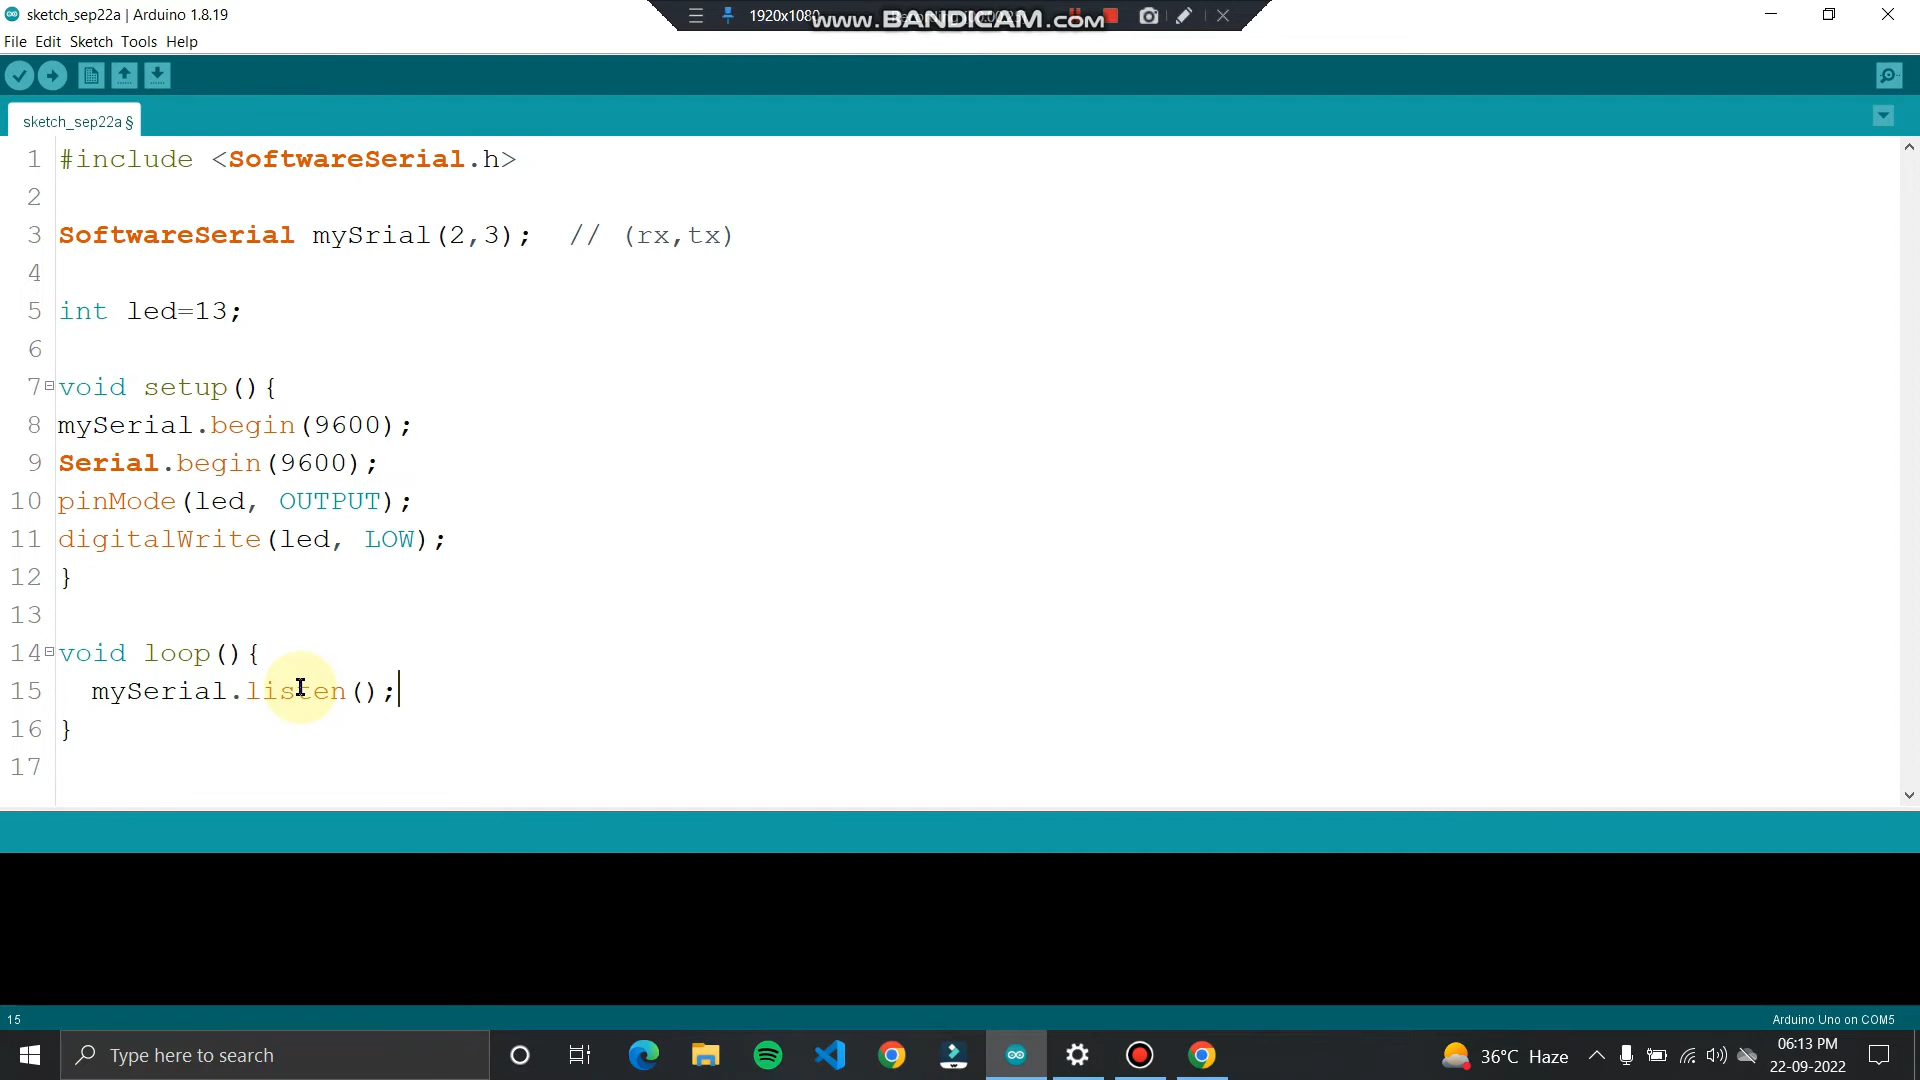 sketch_sep22a | Arduino 1.8.19
1920x1080
www.BANDICAM.com
File Edit Sketch Tools Help
sketch_sep22a §
1 #include <SoftwareSerial.h>
2
3 SoftwareSerial mySrial(2,3);  // (rx,tx)
4
5 int led=13;
6
7 void setup(){
8 mySerial.begin(9600);
9 Serial.begin(9600);
10 pinMode(led, OUTPUT);
11 digitalWrite(led, LOW);
12 }
13
14 void loop(){
15 mySerial.listen();
16 }
17
15
Arduino Uno on COM5
Type here to search
36°C Haze
06:13 PM
22-09-2022